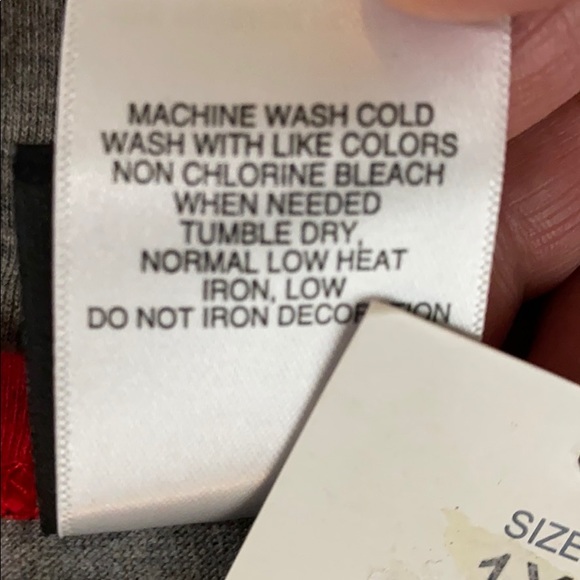 MACHINE WASH COLD
WASH WITH LIKE COLORS
NON CHLORINE BLEACH
WHEN NEEDED
TUMBLE DRY,
NORMAL LOW HEAT
IRON, LOW
DO NOT IRON
SIZE